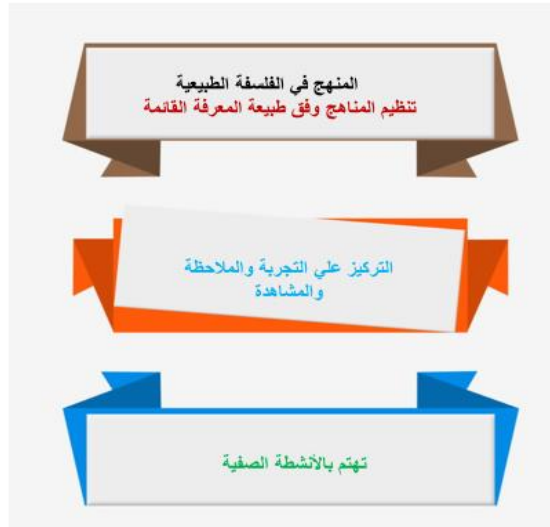 المنهج في الفلسفة الطبيعية
تنظيم المناهج وفق طبيعة المعرفة القائمة
التركيز علي التجربة والملاحظة
والمشاهدة
تهتم بالأنشطة الصفية